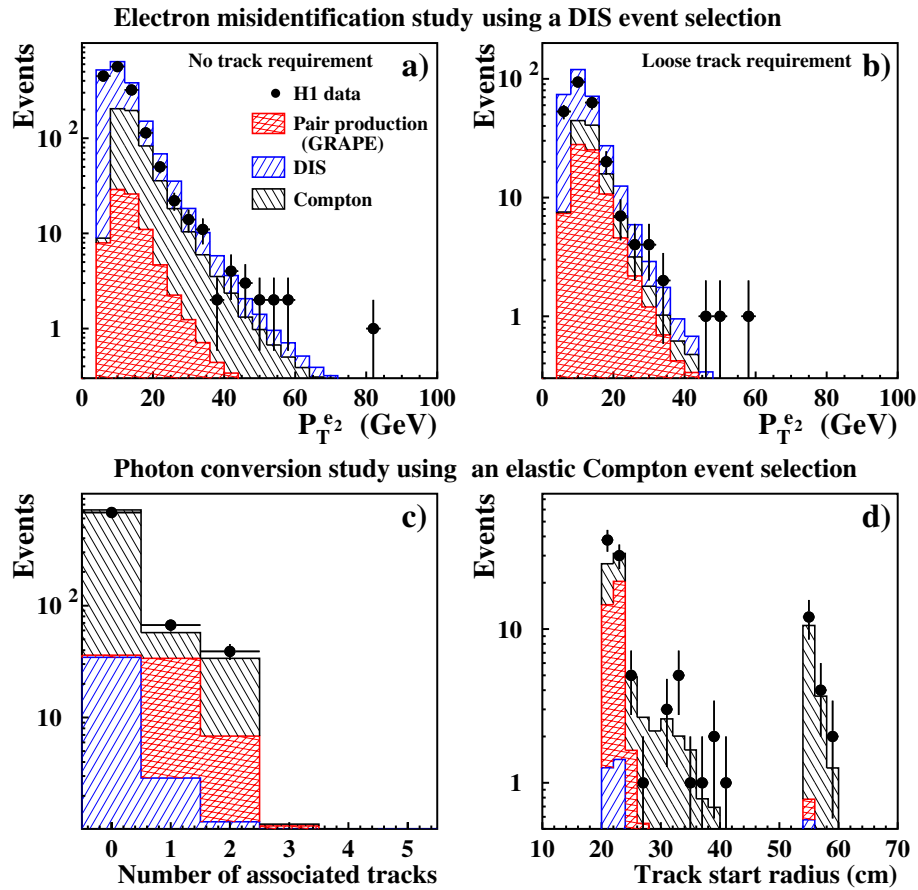 Electron misidentification study using a DIS event selection
Events
10^2
10
1
No track requirement
a)
H1 data
Pair production
(GRAPE)
DIS
Compton
0 20 40 60 80 100
P_T^e2 (GeV)
Events
10^2
10
1
Loose track requirement
b)
0 20 40 60 80 100
P_T^e2 (GeV)
Photon conversion study using an elastic Compton event selection
Events
10^2
10
c)
0 1 2 3 4 5
Number of associated tracks
Events
10
1
d)
10 20 30 40 50 60 70
Track start radius (cm)